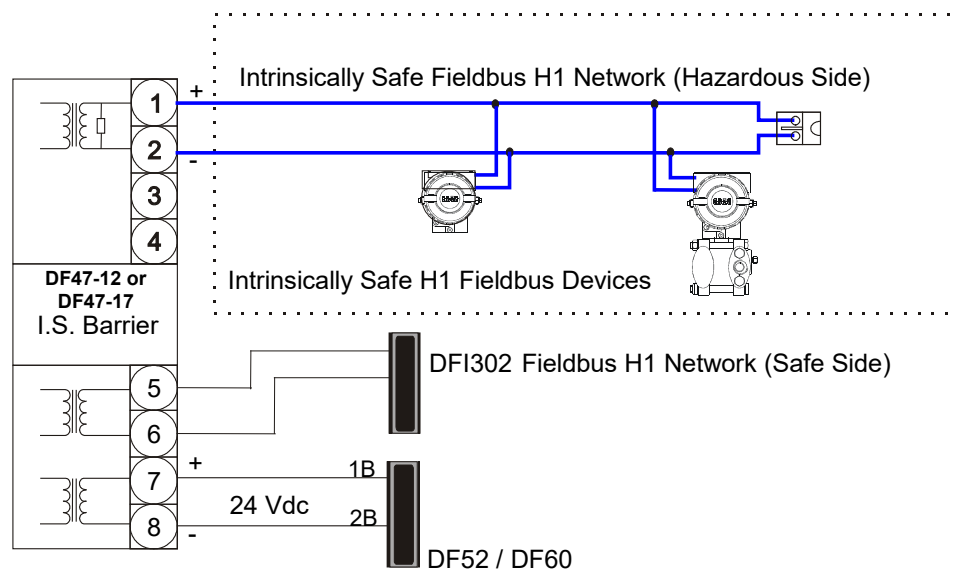 Intrinsically Safe Fieldbus H1 Network (Hazardous Side)
1
+
2
-
3
4
Intrinsically Safe H1 Fieldbus Devices
DF47-12 or
DF47-17
I.S. Barrier
DFI302 Fieldbus H1 Network (Safe Side)
5
6
+
7
1B
24 Vdc
8
2B
-
DF52 / DF60